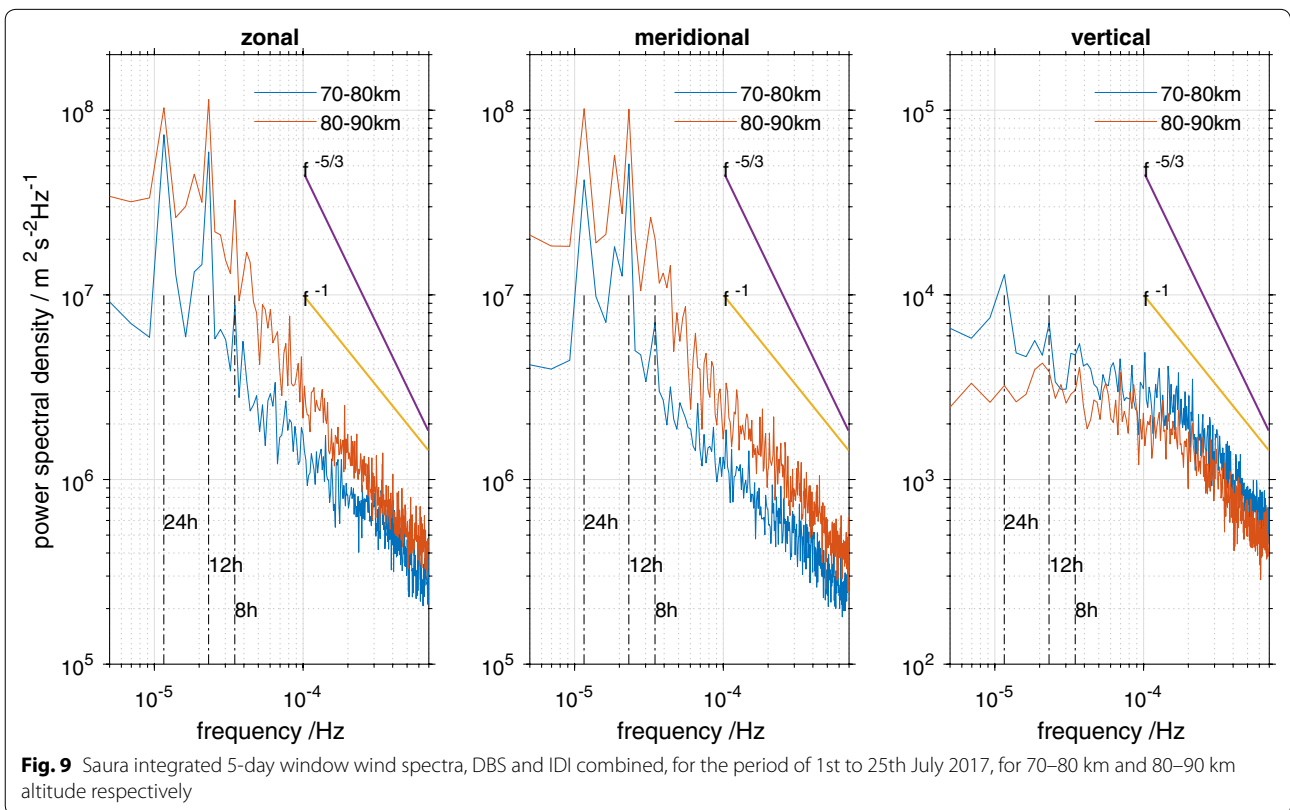 zonal
10^8
10^7
10^6
10^5
power spectral density / m^2 s^-2 Hz^-1
70-80km
80-90km
f^-5/3
f^-1
24h
12h
8h
10^-5
10^-4
frequency /Hz
meridional
10^8
10^7
10^6
10^5
70-80km
80-90km
f^-5/3
f^-1
24h
12h
8h
10^-5
10^-4
frequency /Hz
vertical
10^5
10^4
10^3
10^2
70-80km
80-90km
f^-5/3
f^-1
24h
12h
8h
10^-5
10^-4
frequency /Hz
Fig. 9 Saura integrated 5-day window wind spectra, DBS and IDI combined, for the period of 1st to 25th July 2017, for 70–80 km and 80–90 km
altitude respectively